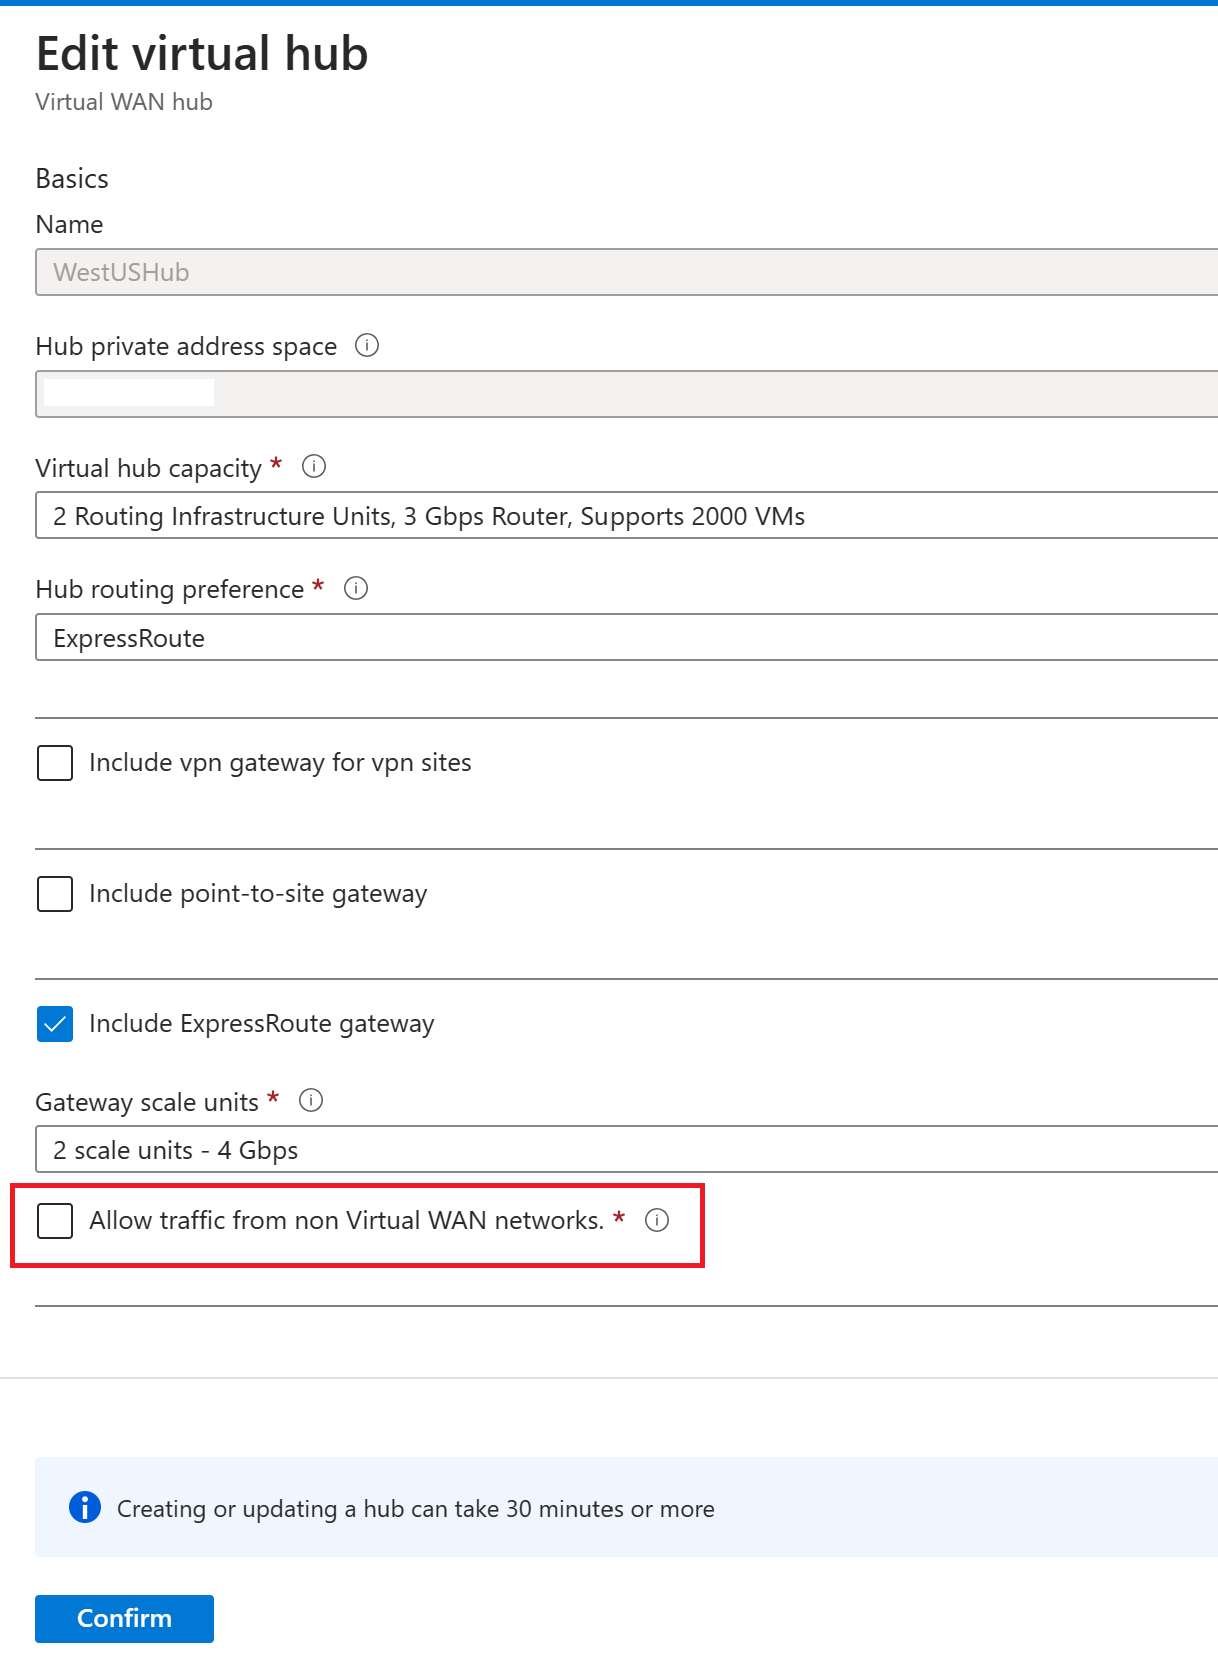 Edit virtual hub
Virtual WAN hub
Basics
Name
WestUSHub
Hub private address space
Virtual hub capacity *
2 Routing Infrastructure Units, 3 Gbps Router, Supports 2000 VMs
Hub routing preference *
ExpressRoute
Include vpn gateway for vpn sites
Include point-to-site gateway
Include ExpressRoute gateway
Gateway scale units *
2 scale units - 4 Gbps
Allow traffic from non Virtual WAN networks. *
Creating or updating a hub can take 30 minutes or more
Confirm